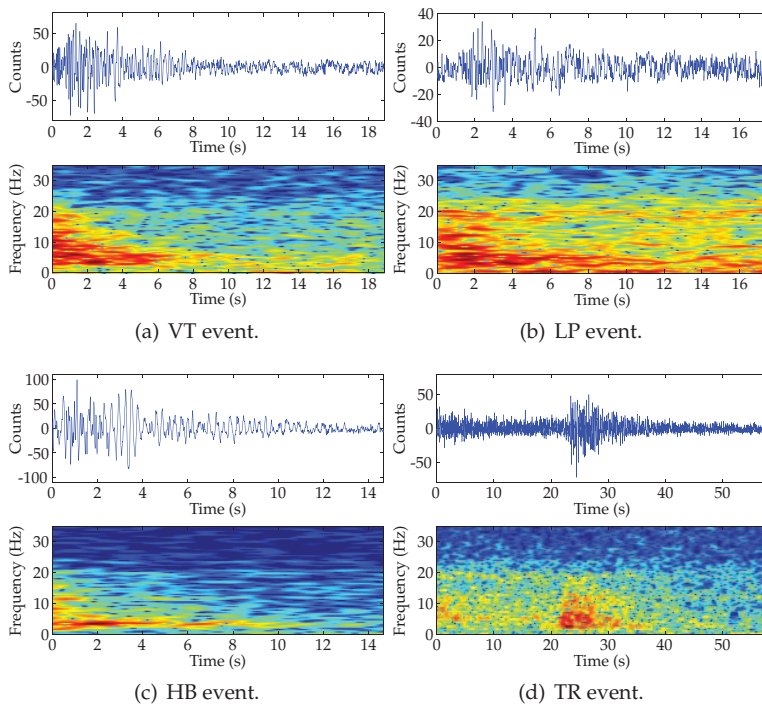 Counts
50
0
-50
0 2 4 6 8 10 12 14 16 18
Time (s)
Frequency (Hz)
30
20
10
0
0 2 4 6 8 10 12 14 16 18
Time (s)
(a) VT event.
Counts
40
20
0
-20
-40
0 2 4 6 8 10 12 14 16
Time (s)
Frequency (Hz)
30
20
10
0
0 2 4 6 8 10 12 14 16
Time (s)
(b) LP event.
Counts
100
50
0
-50
-100
0 2 4 6 8 10 12 14
Time (s)
Frequency (Hz)
30
20
10
0
0 2 4 6 8 10 12 14
Time (s)
(c) HB event.
Counts
50
0
-50
0 10 20 30 40 50
Time (s)
Frequency (Hz)
30
20
10
0
0 10 20 30 40 50
Time (s)
(d) TR event.